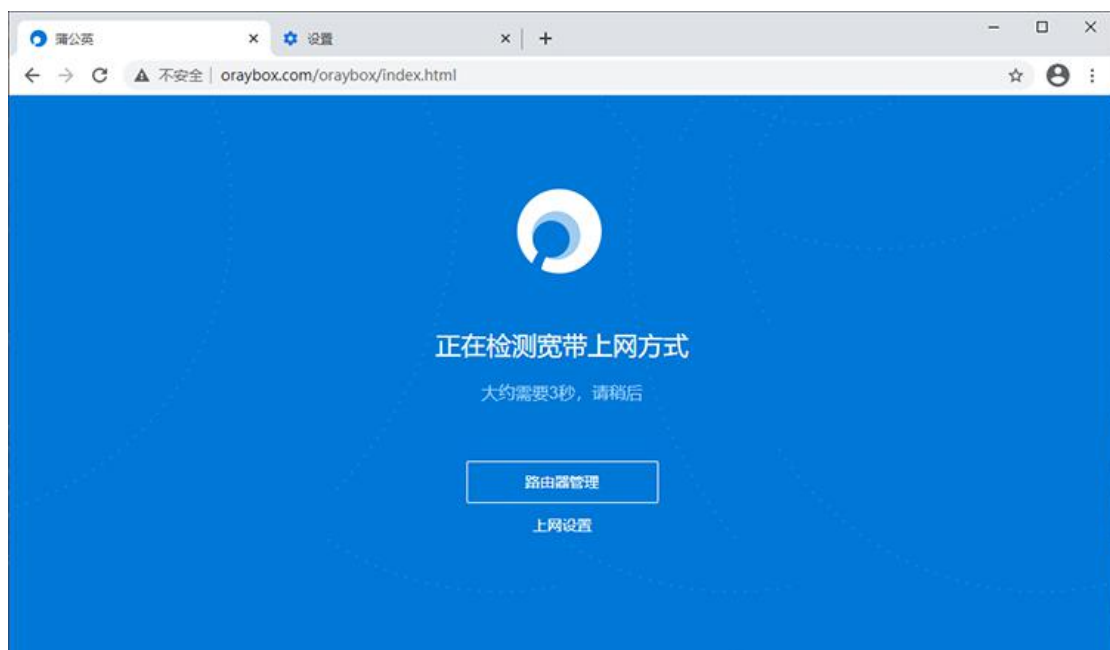 蒲公英
设置
不安全 | oraybox.com/oraybox/index.html
正在检测宽带上网方式
大约需要3秒，请稍后
路由器管理
上网设置